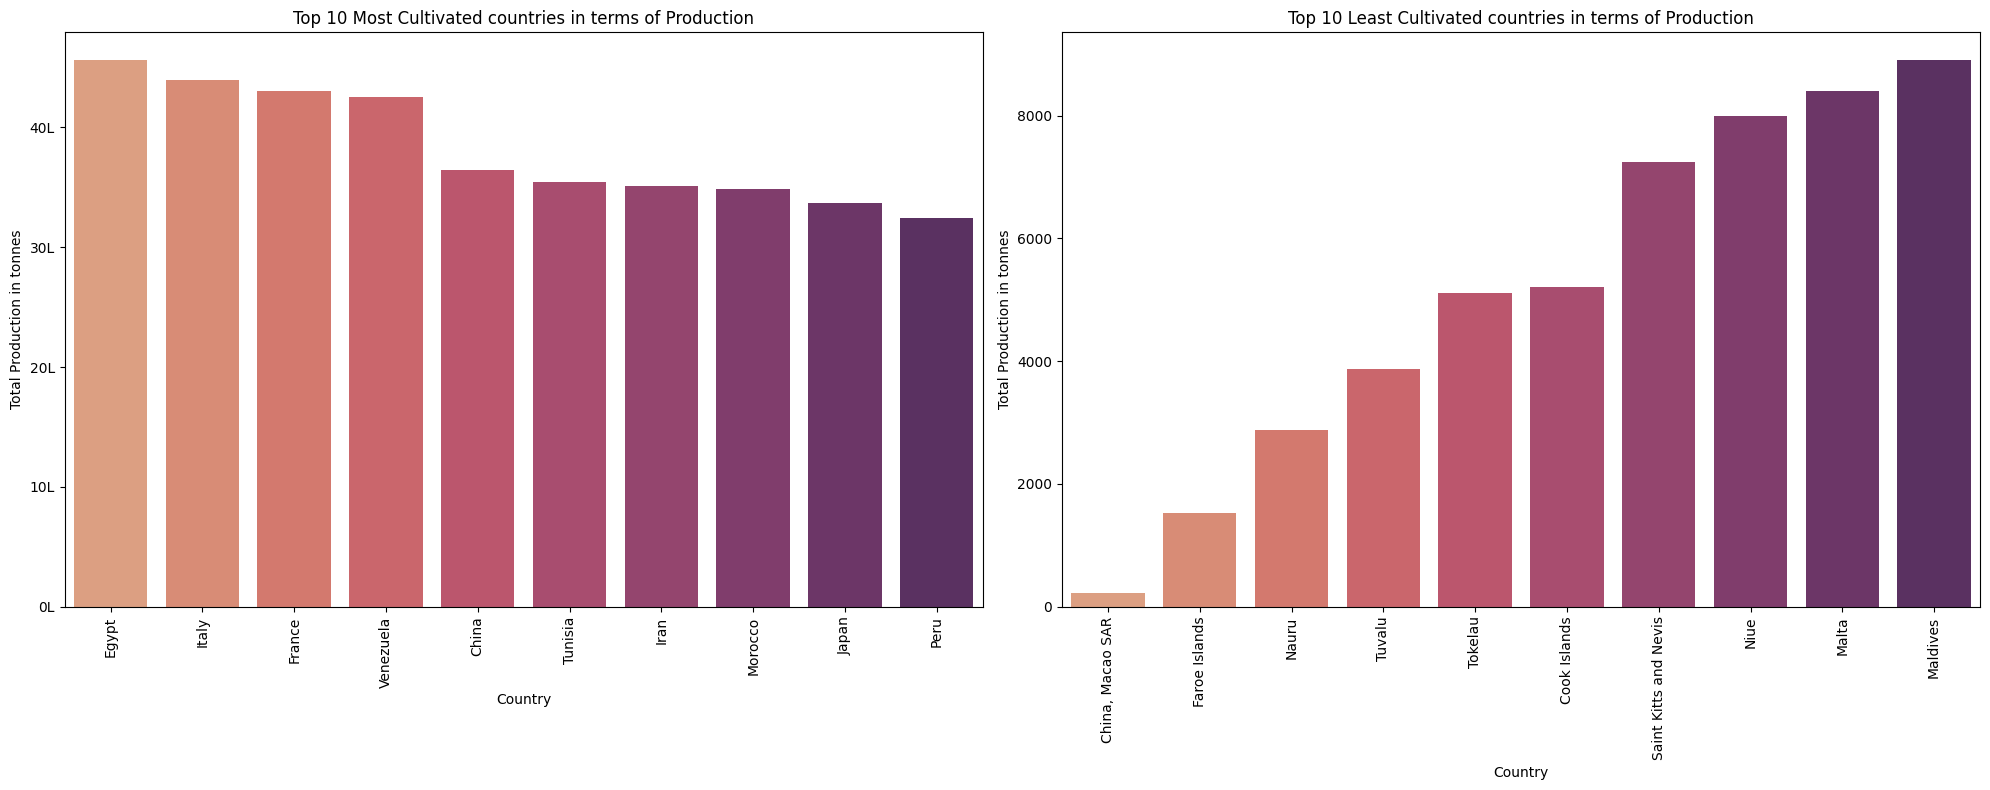 Top 10 Most Cultivated countries in terms of Production
Total Production in tonnes
40L
30L
20L
10L
0L
Egypt
Italy
France
Venezuela
China
Tunisia
Iran
Morocco
Japan
Peru
Country
Top 10 Least Cultivated countries in terms of Production
Total Production in tonnes
8000
6000
4000
2000
0
China, Macao SAR
Faroe Islands
Nauru
Tuvalu
Tokelau
Cook Islands
Saint Kitts and Nevis
Niue
Malta
Maldives
Country